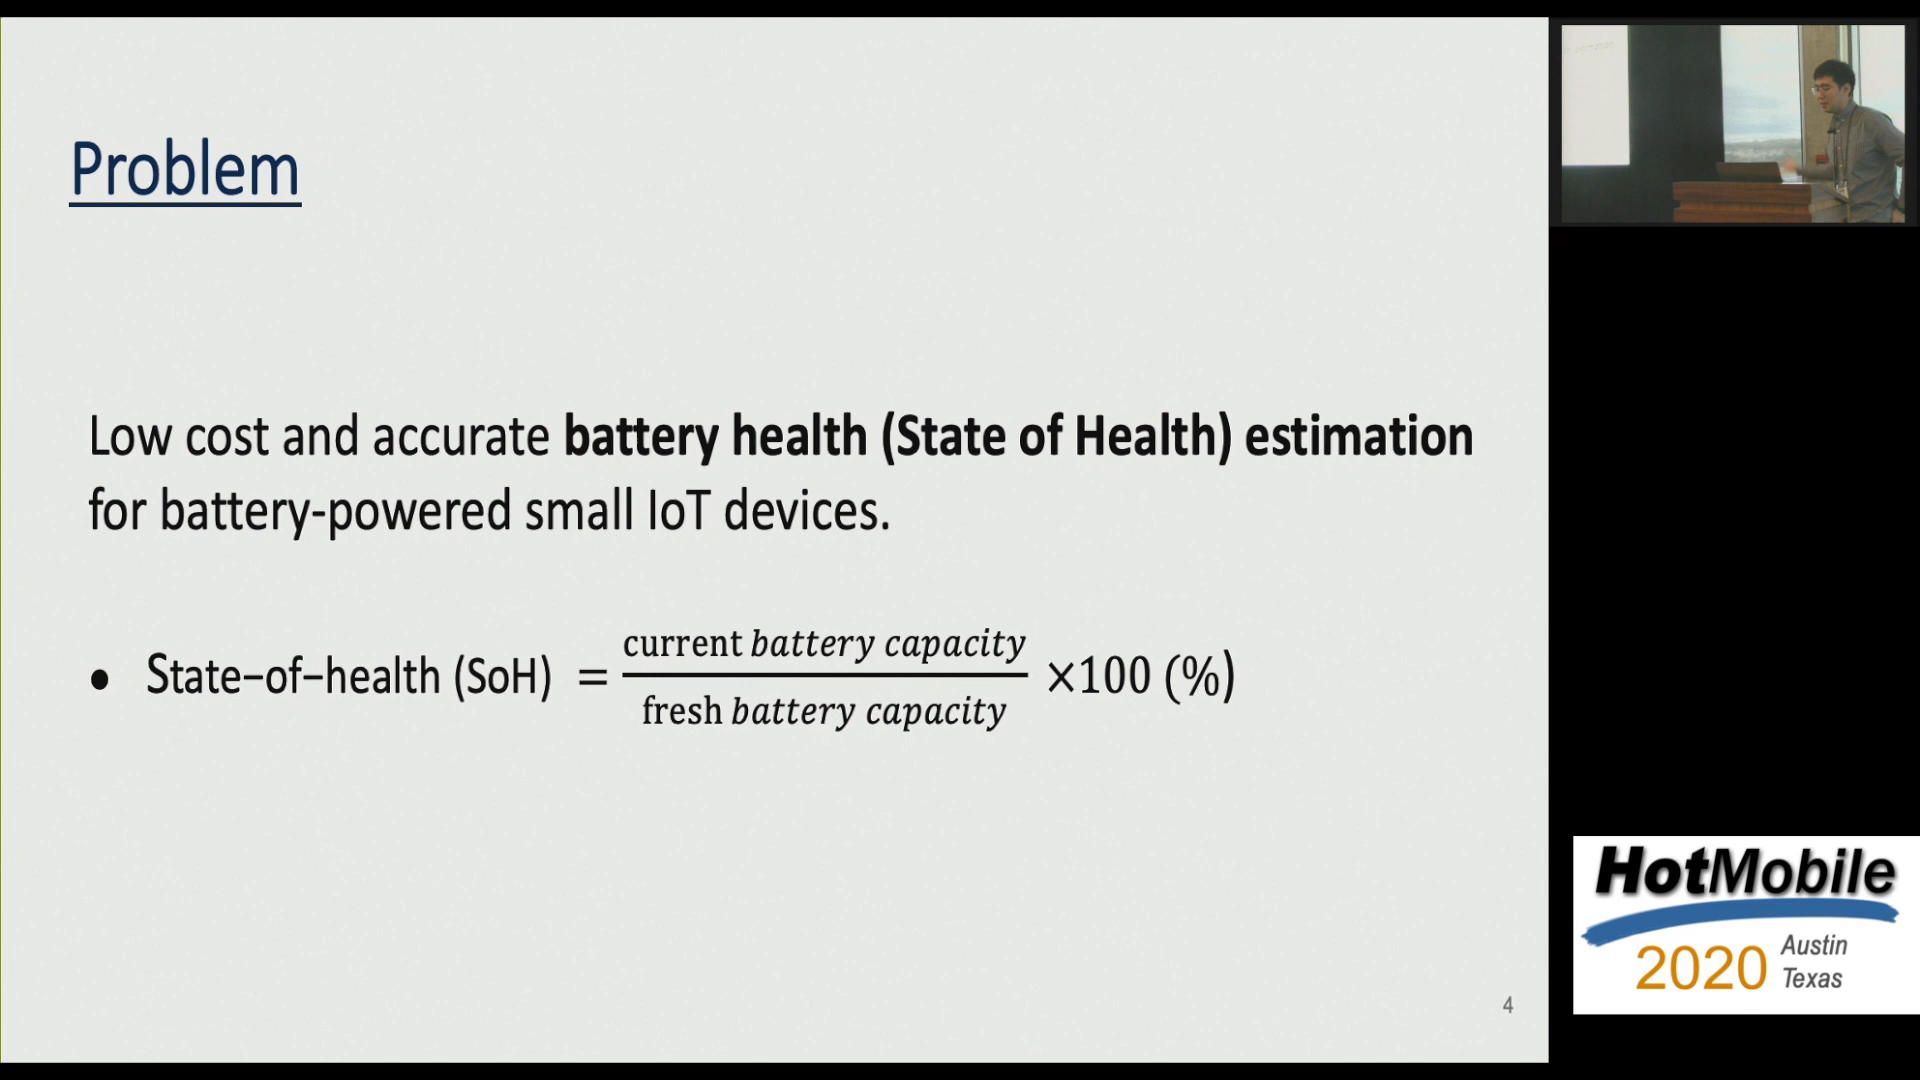 Problem
Low cost and accurate battery health (State of Health) estimation
for battery-powered small IoT devices.
• State-of-health (SoH) = current battery capacity / fresh battery capacity ×100 (%)
4
HotMobile
2020 Austin
Texas